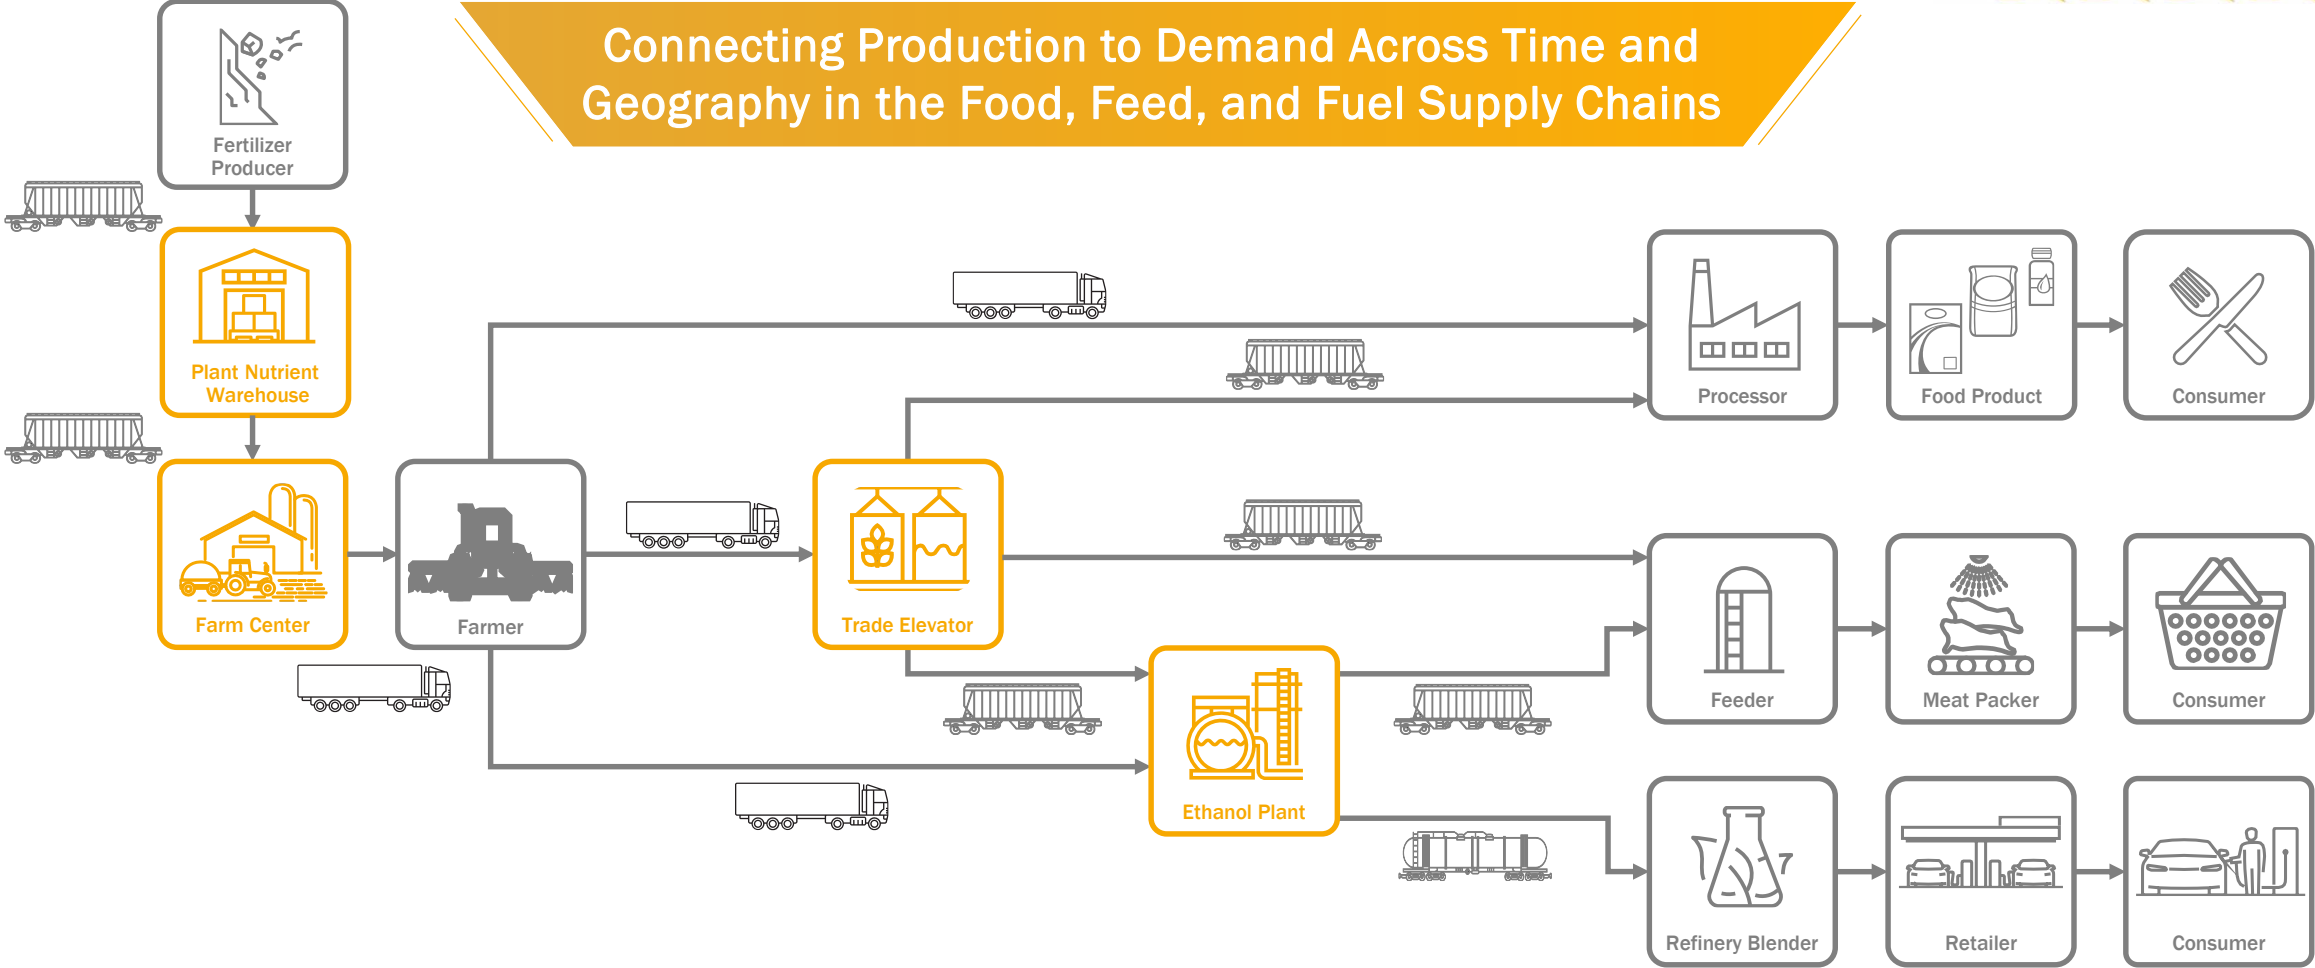 Connecting Production to Demand Across Time and
Geography in the Food, Feed, and Fuel Supply Chains
Fertilizer
Producer
Plant Nutrient
Warehouse
Processor
Food Product
Consumer
Farm Center
Farmer
Trade Elevator
Feeder
Meat Packer
Consumer
Ethanol Plant
Refinery Blender
Retailer
Consumer